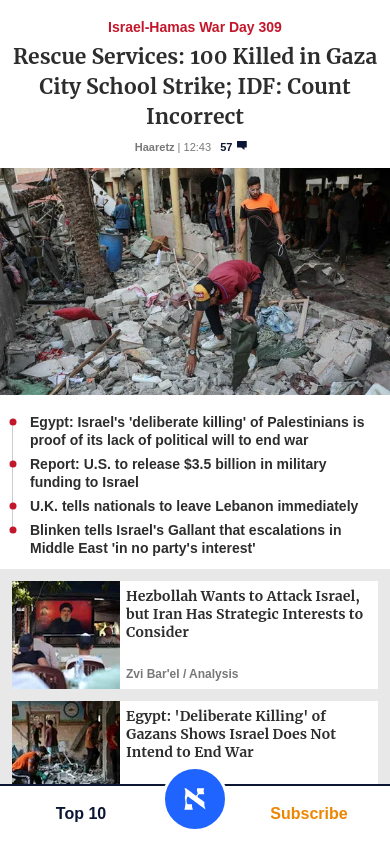 Israel-Hamas War Day 309
Rescue Services: 100 Killed in Gaza
City School Strike; IDF: Count
Incorrect
Haaretz | 12:43 57
Egypt: Israel's 'deliberate killing' of Palestinians is
proof of its lack of political will to end war
Report: U.S. to release $3.5 billion in military
funding to Israel
U.K. tells nationals to leave Lebanon immediately
Blinken tells Israel's Gallant that escalations in
Middle East 'in no party's interest'
Hezbollah Wants to Attack Israel,
but Iran Has Strategic Interests to
Consider
Zvi Bar'el / Analysis
Egypt: 'Deliberate Killing' of
Gazans Shows Israel Does Not
Intend to End War
Top 10
א
Subscribe